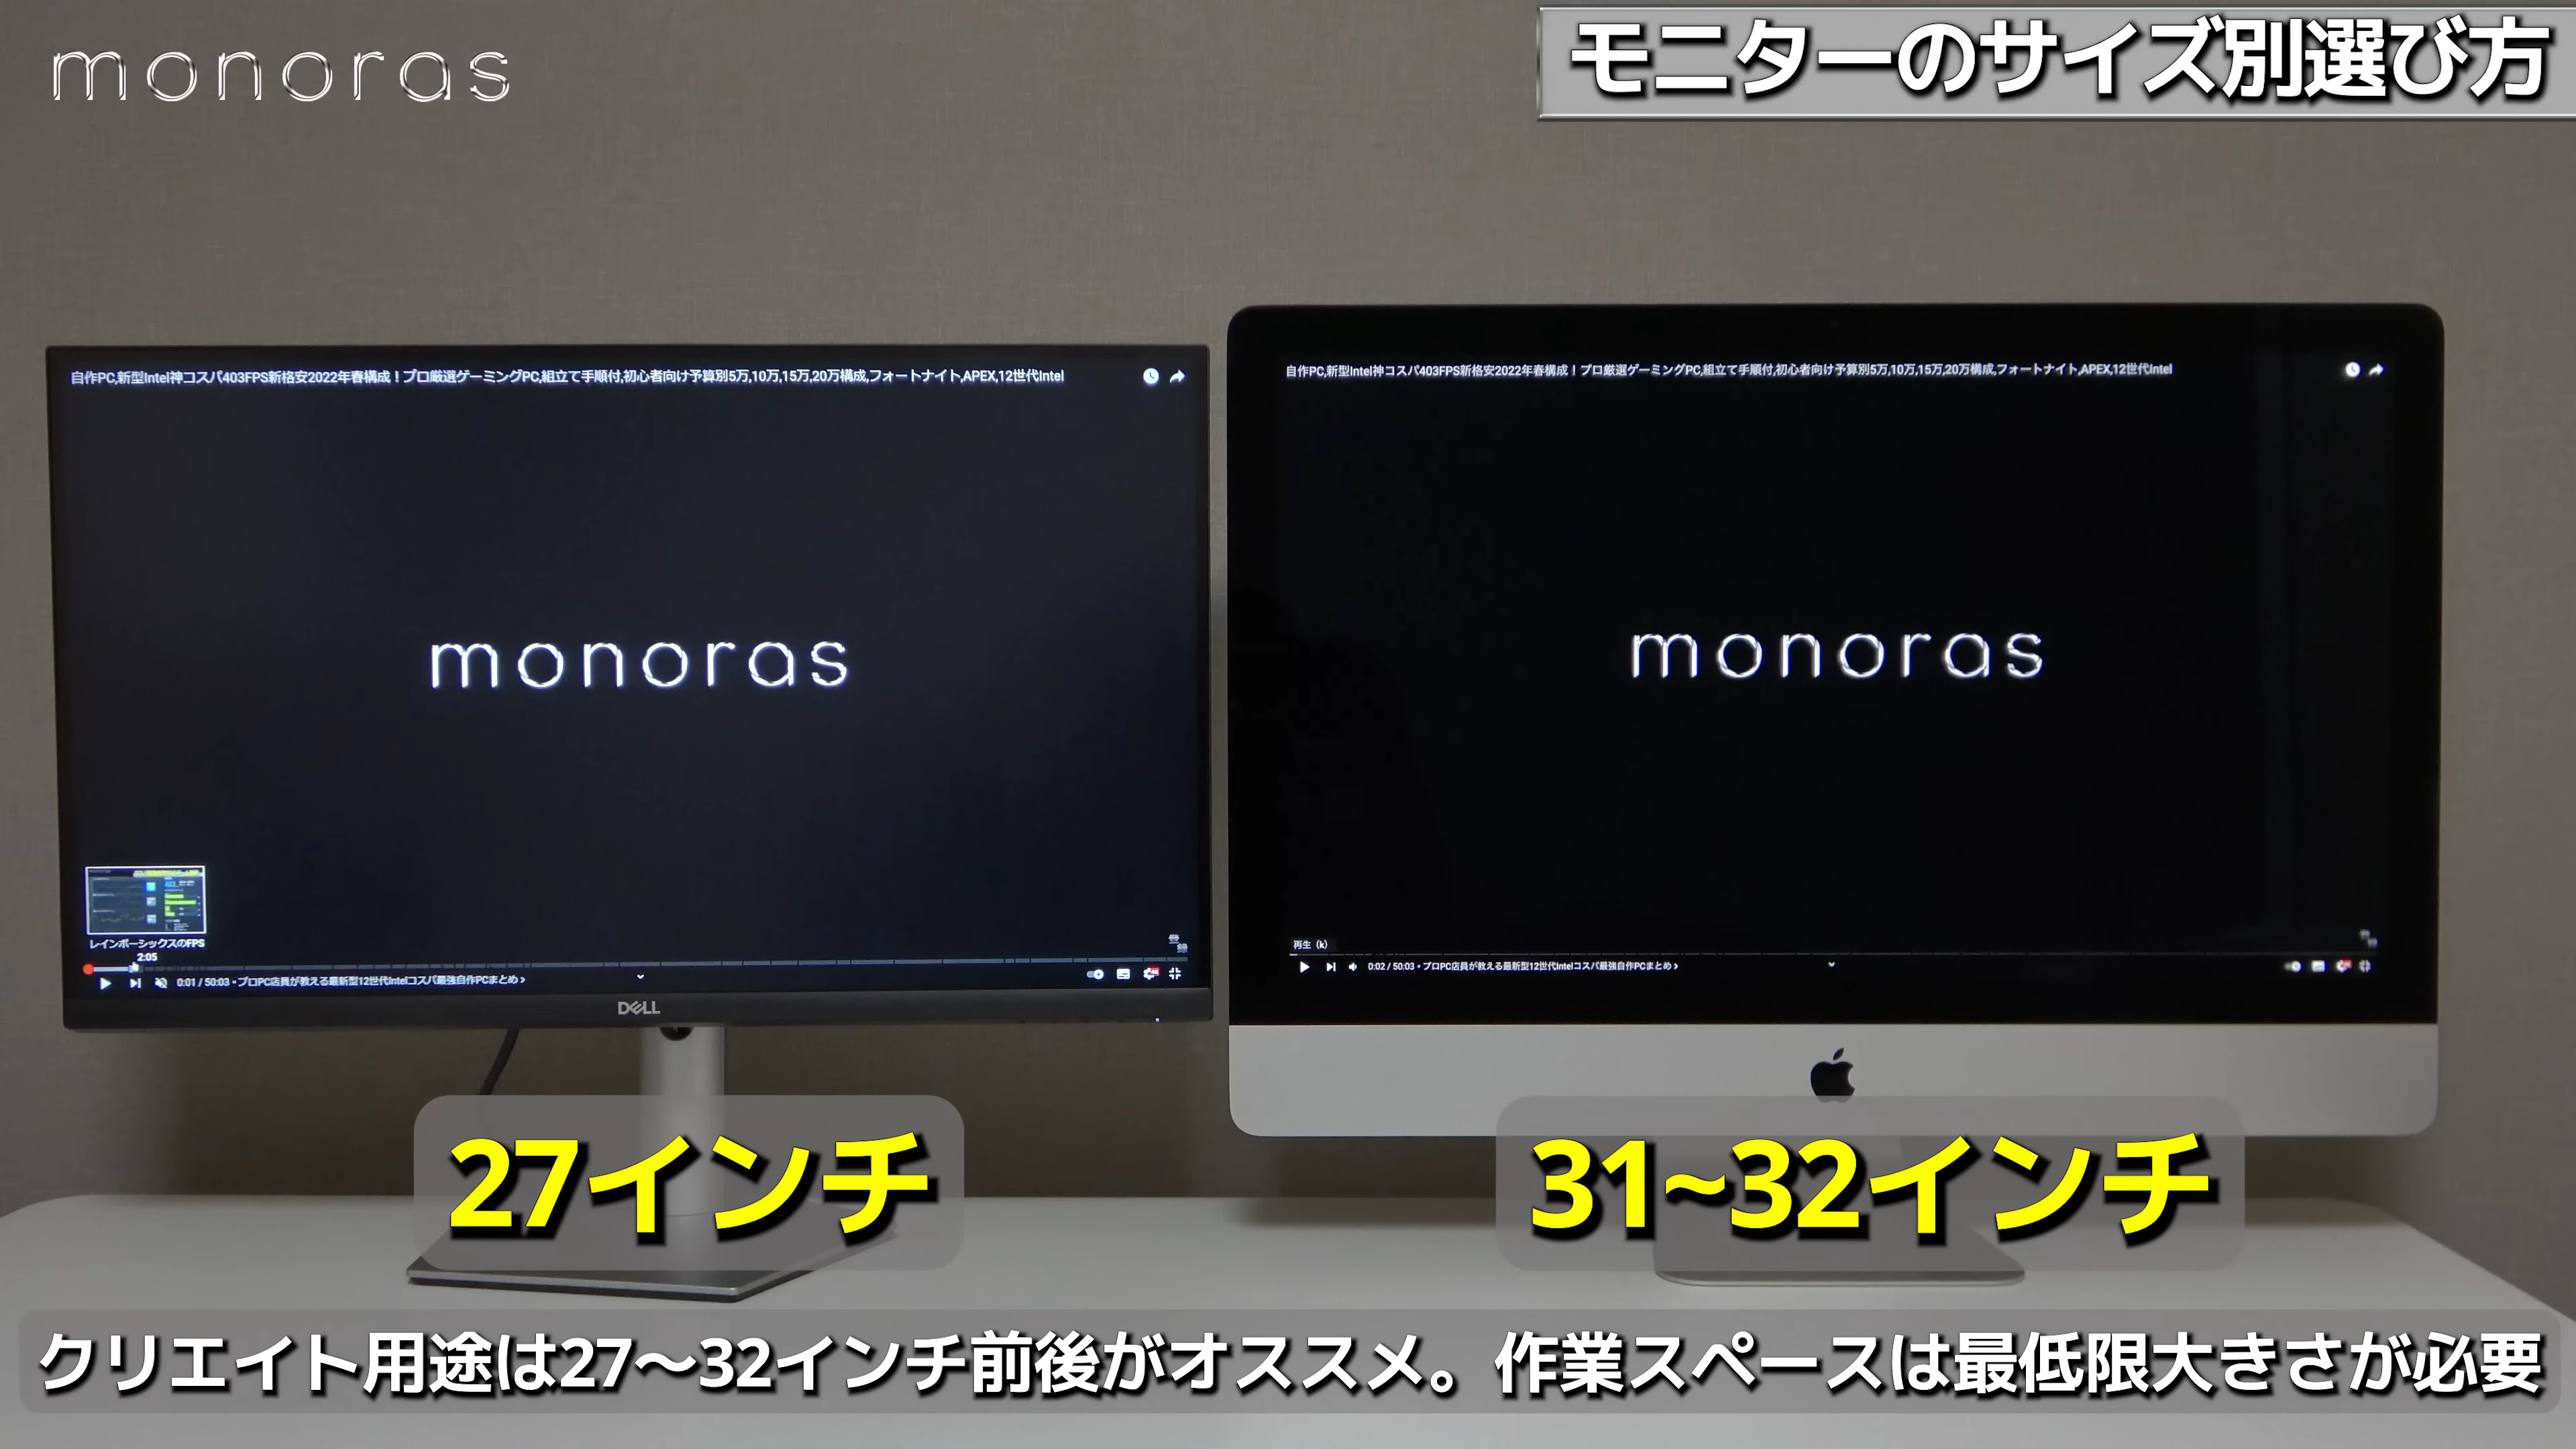 monoras
モニターのサイズ別選び方
自作PC,新型Intel神コスパ403FPS新格安2022年春構成！プロ厳選ゲーミングPC,組立て手順付,初心者向け予算別5万,10万,15万,20万構成,フォートナイト,APEX,12世代Intel
monoras
レインボーシックスのFPS
2:05
0:01 / 50:03・プロPC店員が教える最新型12世代Intelコスパ最強自作PCまとめ >
DELL
自作PC,新型Intel神コスパ403FPS新格安2022年春構成！プロ厳選ゲーミングPC,組立て手順付,初心者向け予算別5万,10万,15万,20万構成,フォートナイト,APEX,12世代Intel
monoras
再生 (k)
0:02 / 50:03・プロPC店員が教える最新型12世代Intelコスパ最強自作PCまとめ >
27インチ
31~32インチ
クリエイト用途は27〜32インチ前後がオススメ。作業スペースは最低限大きさが必要